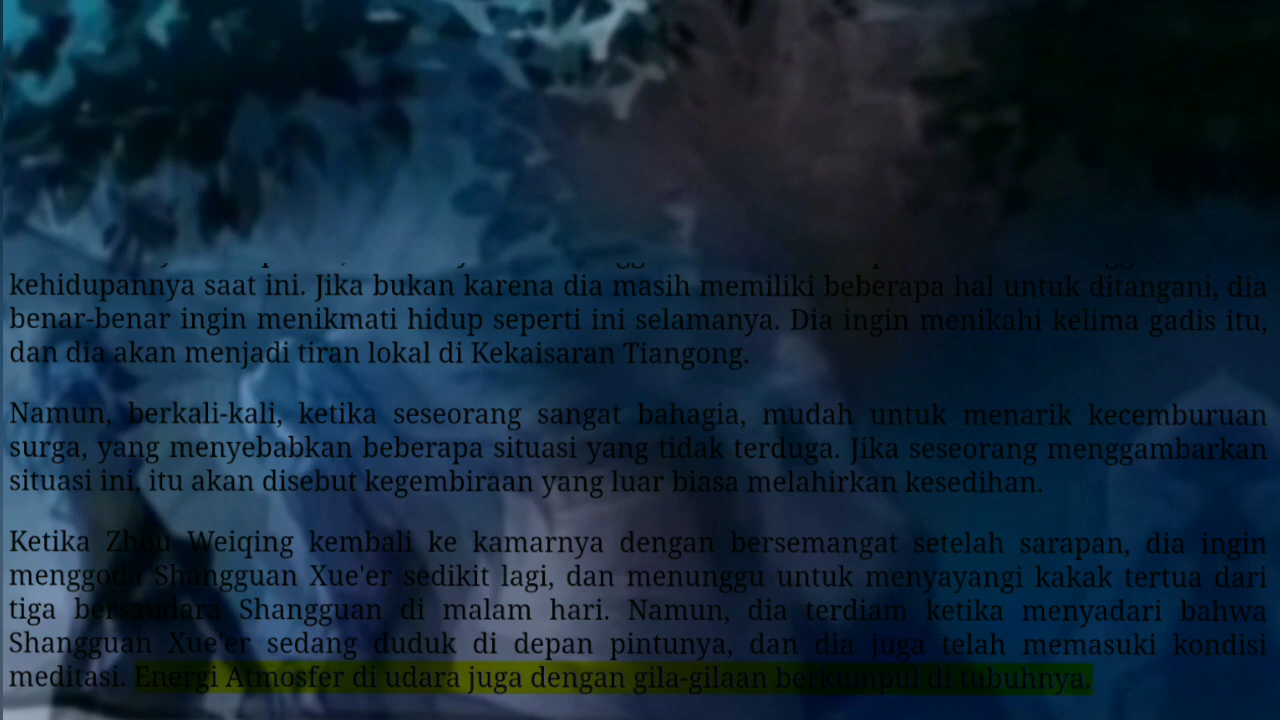 kehidupannya saat ini. Jika bukan karena dia masih memiliki beberapa hal untuk ditangani, dia
benar-benar ingin menikmati hidup seperti ini selamanya. Dia ingin menikahi kelima gadis itu,
dan dia akan menjadi tiran lokal di Kekaisaran Tiangong.
Namun, berkali-kali, ketika seseorang sangat bahagia, mudah untuk menarik kecemburuan
surga, yang menyebabkan beberapa situasi yang tidak terduga. Jika seseorang menggambarkan
situasi ini, itu akan disebut kegembiraan yang luar biasa melahirkan kesedihan.
Ketika Zhou Weiqing kembali ke kamarnya dengan bersemangat setelah sarapan, dia ingin
menggoda Shangguan Xue'er sedikit lagi, dan menunggu untuk menyayangi kakak tertua dari
tiga bersaudara Shangguan di malam hari. Namun, dia terdiam ketika menyadari bahwa
Shangguan Xue'er sedang duduk di depan pintunya, dan dia juga telah memasuki kondisi
meditasi. Energi Atmosfer di udara juga dengan gila-gilaan berkumpul di tubuhnya.